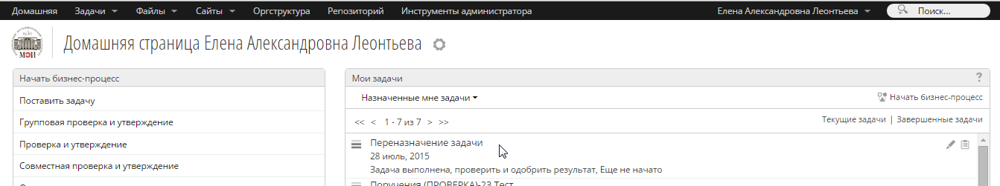 Домашняя Задачи Файлы Сайты Оргструктура Репозиторий Инструменты администратора Елена Александровна Леонтьева Поиск...
МЭИ Домашняя страница Елена Александровна Леонтьева
Начать бизнес-процесс
Поставить задачу
Групповая проверка и утверждение
Проверка и утверждение
Совместная проверка и утверждение
Мои задачи ?
Назначенные мне задачи Начать бизнес-процесс
<< < 1 - 7 из 7 > >> Текущие задачи | Завершенные задачи
Переназначение задачи
28 июль, 2015
Задача выполнена, проверить и одобрить результат, Еще не начато
Поручения (ПРОВЕРКА)-23 Тест